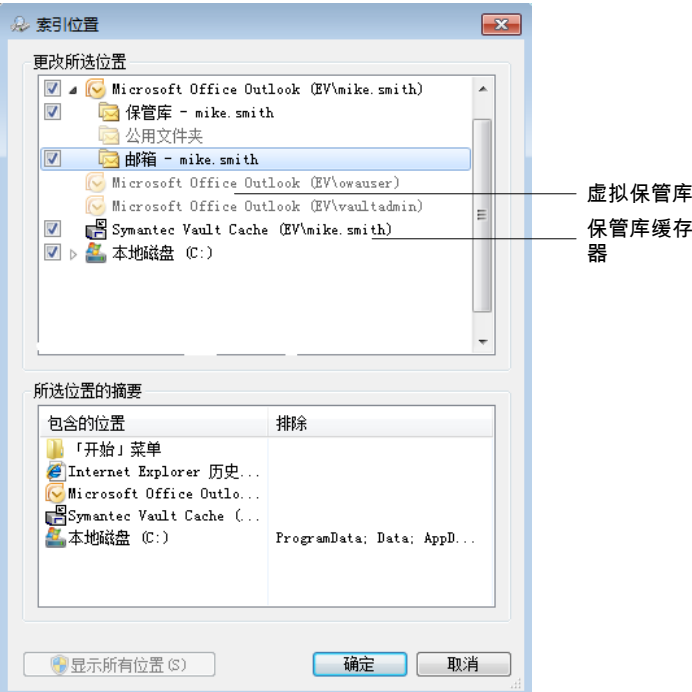 索引位置
更改所选位置
Microsoft Office Outlook (EV\mike.smith)
保管库 - mike.smith
公用文件夹
邮箱 - mike.smith
Microsoft Office Outlook (EV\owauser)
虚拟保管库
Microsoft Office Outlook (EV\vaultadmin)
Symantec Vault Cache (EV\mike.smith)
保管库缓存
器
本地磁盘 (C:)
所选位置的摘要
包含的位置 排除
「开始」菜单
Internet Explorer 历史...
Microsoft Office Outlo...
Symantec Vault Cache (...
本地磁盘 (C:) ProgramData; Data; AppD...
显示所有位置(S) 确定 取消